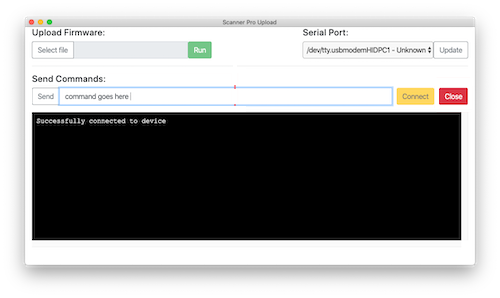 Scanner Pro Upload
Upload Firmware:
Serial Port:
Select file
Run
/dev/tty.usbmodemHIDPC1 - Unknown
Update
Send Commands:
Send
command goes here
Connect
Close
Successfully connected to device